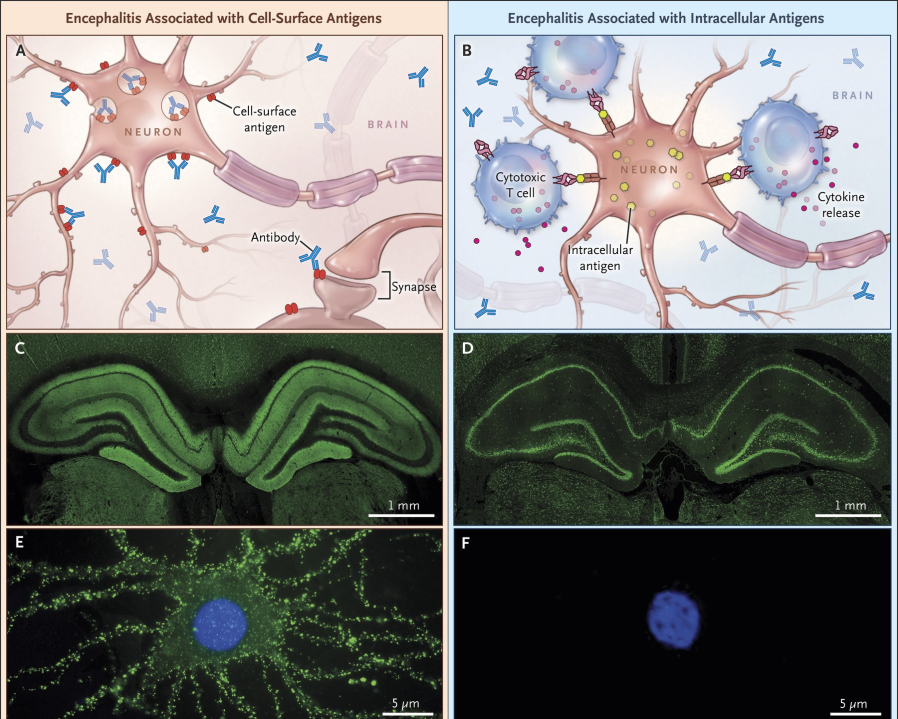 Encephalitis Associated with Cell-Surface Antigens
Encephalitis Associated with Intracellular Antigens
A
NEURON
Cell-surface
antigen
BRAIN
Antibody
Synapse
B
BRAIN
NEURON
Cytotoxic
T cell
Cytokine
release
Intracellular
antigen
C
1 mm
D
1 mm
E
5 µm
F
5 µm